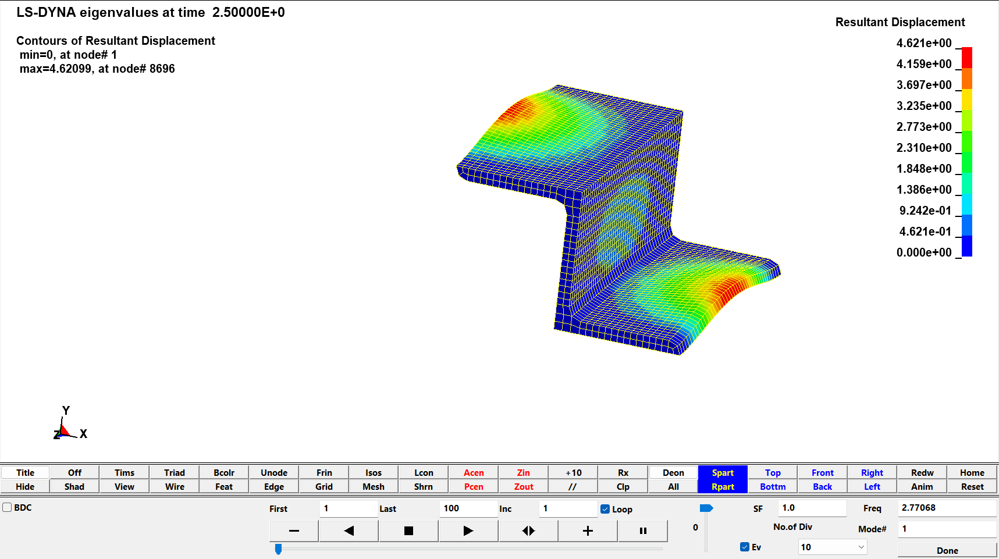 LS-DYNA eigenvalues at time 2.50000E+0
Contours of Resultant Displacement
min=0, at node# 1
max=4.62099, at node# 8696
Resultant Displacement
4.621e+00
4.159e+00
3.697e+00
3.235e+00
2.773e+00
2.310e+00
1.848e+00
1.386e+00
9.242e-01
4.621e-01
0.000e+00
Y
Z X
Title Off Tims Triad Bcolr Unode Frin Isos Lcon Acen Zin +10 Rx Deon Spart Top Front Right Redw Home
Hide Shad View Wire Feat Edge Grid Mesh Shrn Pcen Zout // Clp All Rpart Bottm Back Left Anim Reset
BDC First 1 Last 100 Inc 1 Loop SF 1.0 Freq 2.77068
0 No.of Div Mode# 1
Ev 10 Done